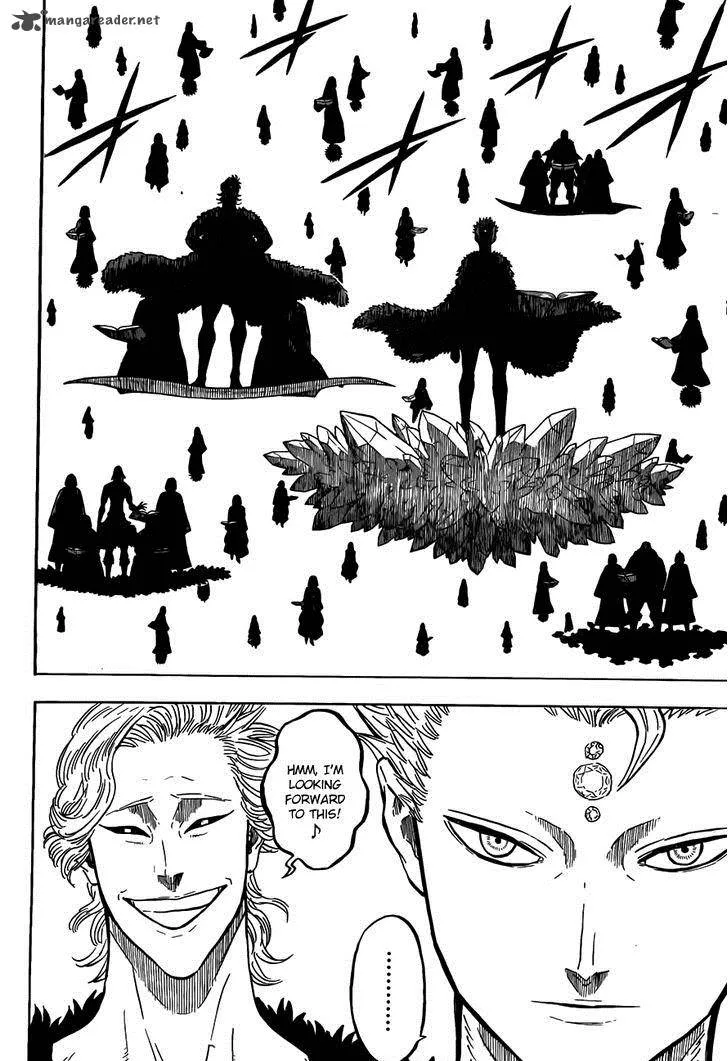 mangareader.net
HMM, I'M
LOOKING
FORWARD
TO THIS!
♪
..........